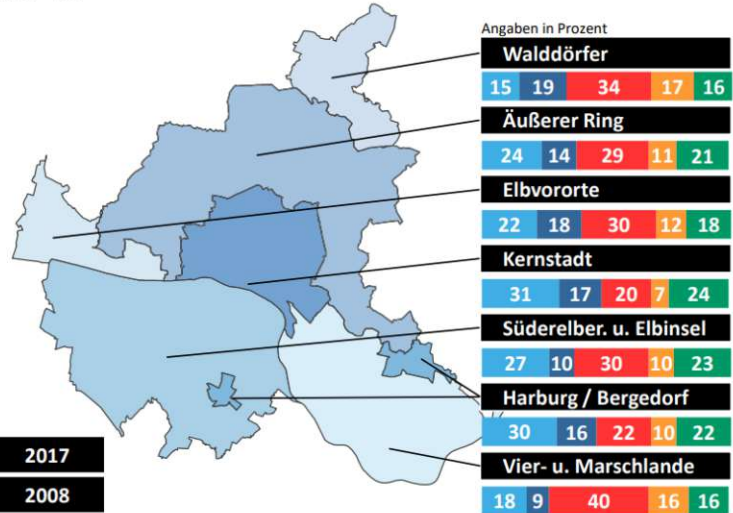 Angaben in Prozent
Walddörfer
15 19 34 17 16
Äußerer Ring
24 14 29 11 21
Elbvororte
22 18 30 12 18
Kernstadt
31 17 20 7 24
Süderelber. u. Elbinsel
27 10 30 10 23
Harburg / Bergedorf
30 16 22 10 22
Vier- u. Marschlande
18 9 40 16 16
2017
2008